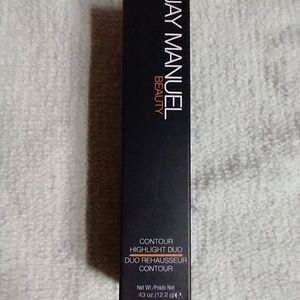 JAY MANUEL
BEAUTY
CONTOUR
HIGHLIGHT DUO
DUO REHAUSSEUR
CONTOUR
Net Wt./Poids Net
.43 oz.(12.2 g)℮